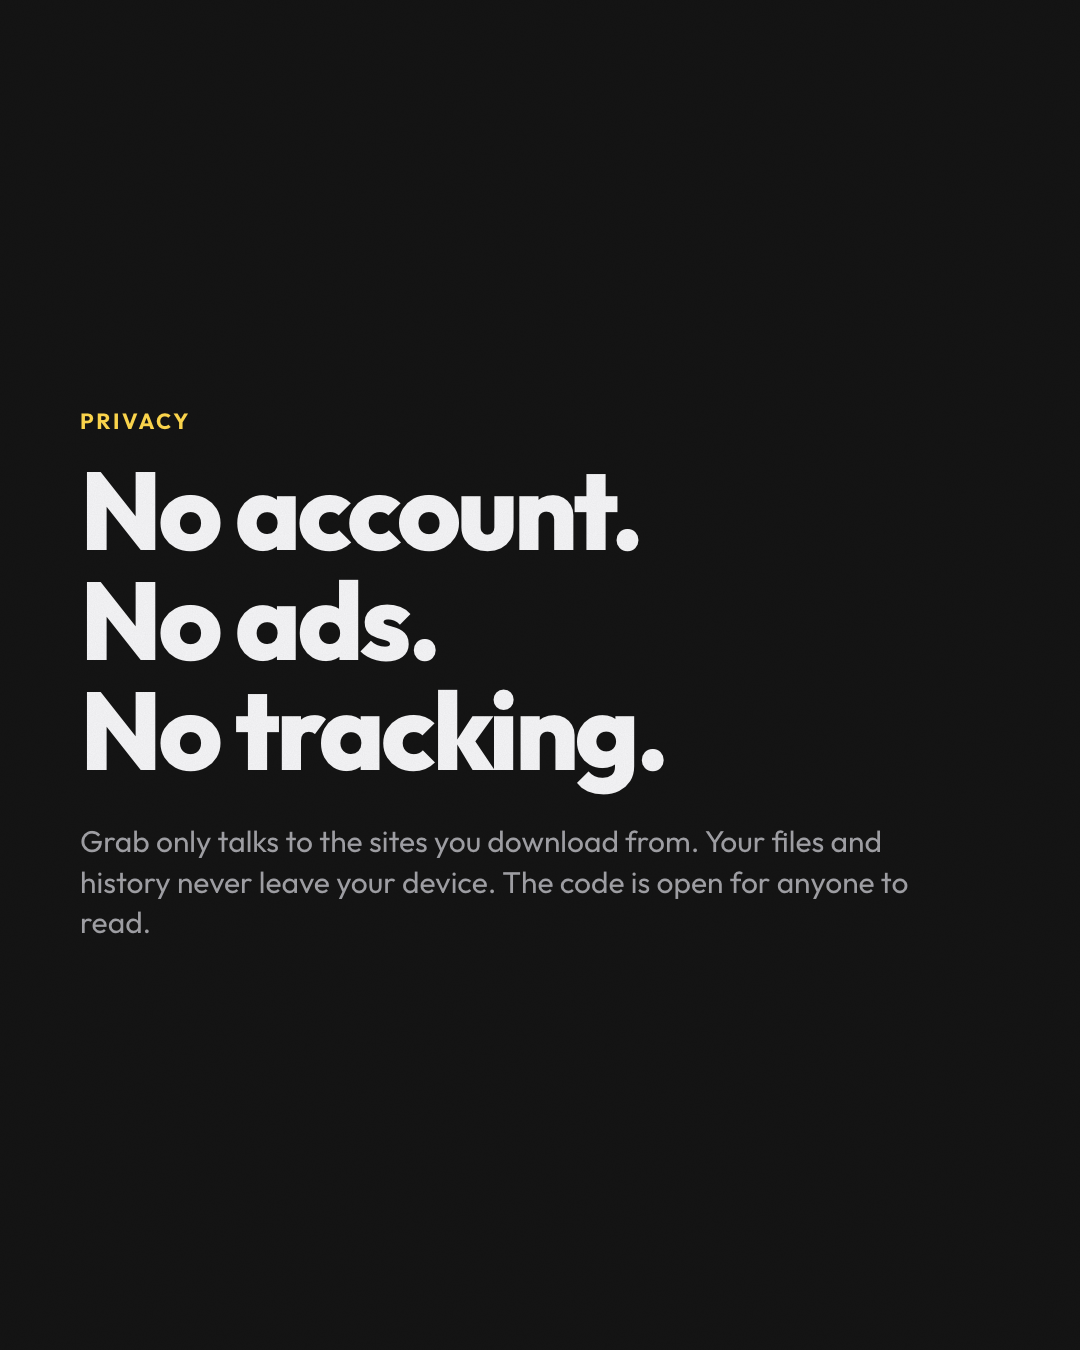 PRIVACY
No account.
No ads.
No tracking.
Grab only talks to the sites you download from. Your files and
history never leave your device. The code is open for anyone to
read.